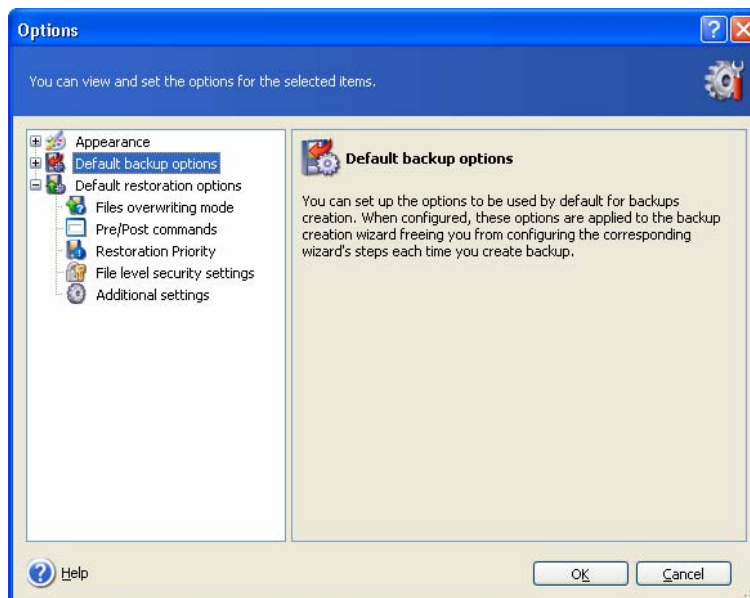 Options
You can view and set the options for the selected items.
Appearance
Default backup options
Default restoration options
Files overwriting mode
Pre/Post commands
Restoration Priority
File level security settings
Additional settings
Default backup options
You can set up the options to be used by default for backups
creation. When configured, these options are applied to the backup
creation wizard freeing you from configuring the corresponding
wizard's steps each time you create backup.
Help
OK
Cancel